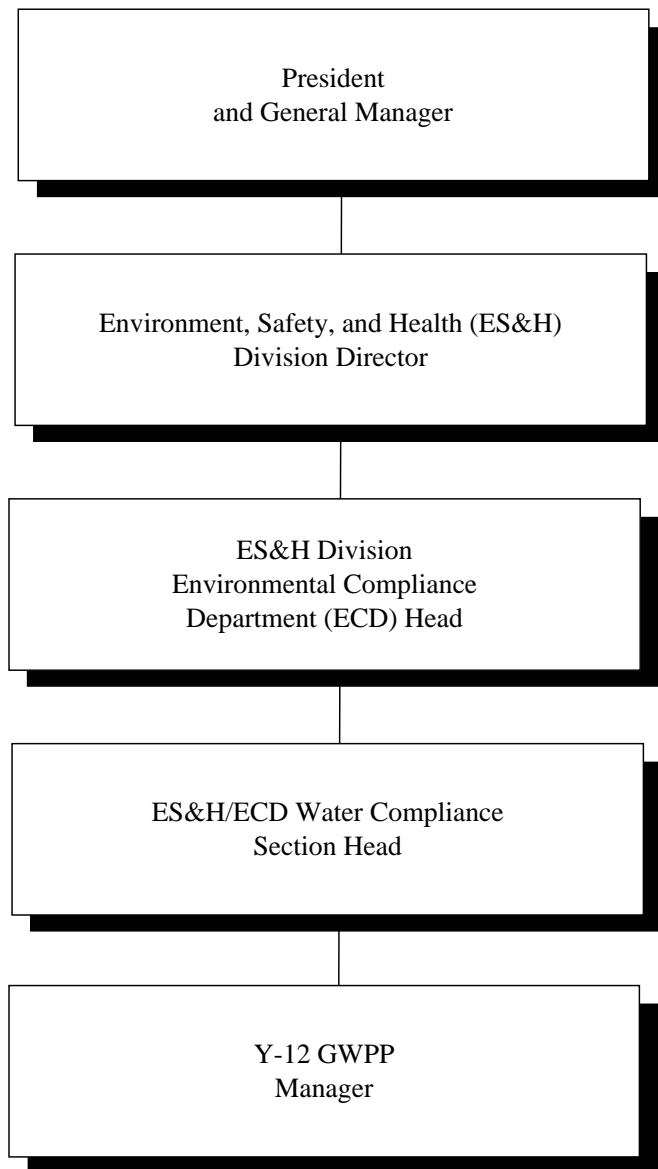 President
and General Manager
Environment, Safety, and Health (ES&H)
Division Director
ES&H Division
Environmental Compliance
Department (ECD) Head
ES&H/ECD Water Compliance
Section Head
Y-12 GWPP
Manager